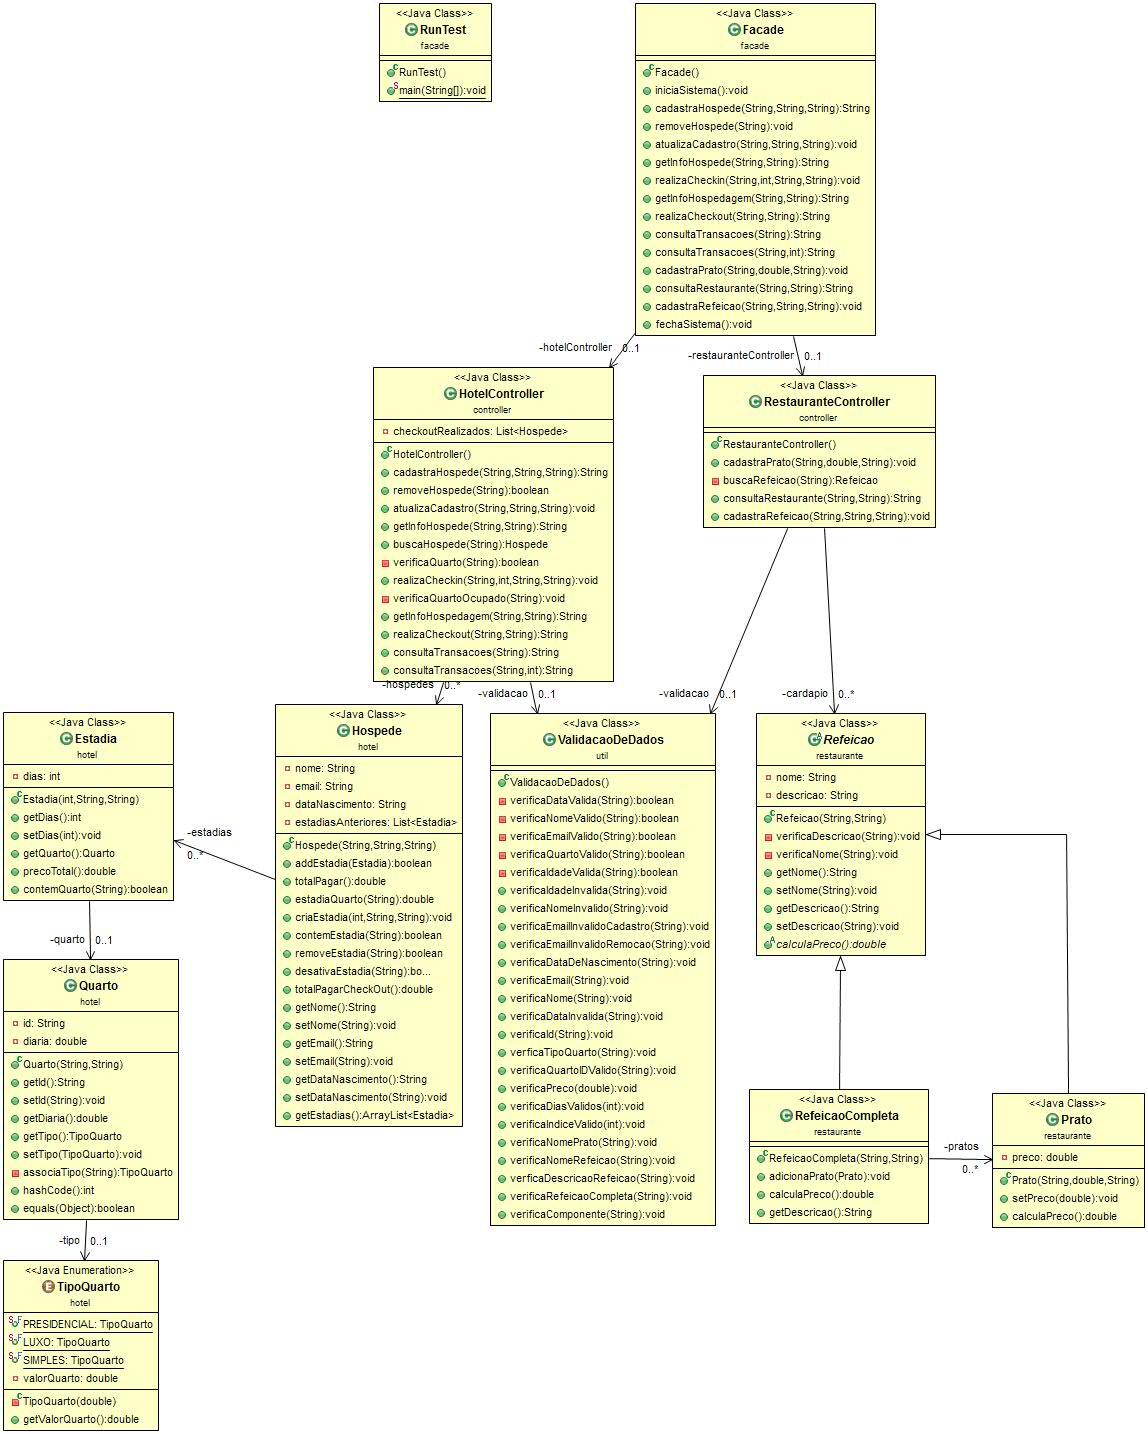 <<Java Class>>
RunTest
facade
RunTest()
main(String[]):void
<<Java Class>>
Facade
facade
Facade()
iniciaSistema():void
cadastraHospede(String,String,String):String
removeHospede(String):void
atualizaCadastro(String,String,String):void
getInfoHospede(String,String):String
realizaCheckin(String,int,String,String):void
getInfoHospedagem(String,String):String
realizaCheckout(String,String):String
consultaTransacoes(String):String
consultaTransacoes(String,int):String
cadastraPrato(String,double,String):void
consultaRestaurante(String,String):String
cadastraRefeicao(String,String,String):void
fechaSistema():void
-hotelController
0..1
-restauranteController
0..1
<<Java Class>>
HotelController
controller
checkoutRealizados: List<Hospede>
HotelController()
cadastraHospede(String,String,String):String
removeHospede(String):boolean
atualizaCadastro(String,String,String):void
getInfoHospede(String,String):String
buscaHospede(String):Hospede
verificaQuarto(String):boolean
realizaCheckin(String,int,String,String):void
verificaQuartoOcupado(String):void
getInfoHospedagem(String,String):String
realizaCheckout(String,String):String
consultaTransacoes(String):String
consultaTransacoes(String,int):String
<<Java Class>>
RestauranteController
controller
RestauranteController()
cadastraPrato(String,double,String):void
buscaRefeicao(String):Refeicao
consultaRestaurante(String,String):String
cadastraRefeicao(String,String,String):void
-hospedes
0..*
-validacao
0..1
-validacao
0..1
-cardapio
0..*
<<Java Class>>
Estadia
hotel
dias: int
Estadia(int,String,String)
getDias():int
setDias(int):void
getQuarto():Quarto
precoTotal():double
contemQuarto(String):boolean
-estadias
0..*
<<Java Class>>
Hospede
hotel
nome: String
email: String
dataNascimento: String
estadiasAnteriores: List<Estadia>
Hospede(String,String,String)
addEstadia(Estadia):boolean
totalPagar():double
estadiaQuarto(String):double
criaEstadia(int,String,String):void
contemEstadia(String):boolean
removeEstadia(String):boolean
desativaEstadia(String):bo...
totalPagarCheckOut():double
getNome():String
setNome(String):void
getEmail():String
setEmail(String):void
getDataNascimento():String
setDataNascimento(String):void
getEstadias():ArrayList<Estadia>
<<Java Class>>
ValidacaoDeDados
util
ValidacaoDeDados()
verificaDataValida(String):boolean
verificaNomeValido(String):boolean
verificaEmailValido(String):boolean
verificaQuartoValido(String):boolean
verificaIdadeValida(String):boolean
verificaIdadeInvalida(String):void
verificaNomeInvalido(String):void
verificaEmailInvalidoCadastro(String):void
verificaEmailInvalidoRemocao(String):void
verificaDataDeNascimento(String):void
verificaEmail(String):void
verificaNome(String):void
verificaDataInvalida(String):void
verificaId(String):void
verficaTipoQuarto(String):void
verificaQuartoIDValido(String):void
verificaPreco(double):void
verificaDiasValidos(int):void
verificaIndiceValido(int):void
verificaNomePrato(String):void
verificaNomeRefeicao(String):void
verficaDescricaoRefeicao(String):void
verificaRefeicaoCompleta(String):void
verificaComponente(String):void
<<Java Class>>
Refeicao
restaurante
nome: String
descricao: String
Refeicao(String,String)
verificaDescricao(String):void
verificaNome(String):void
getNome():String
setNome(String):void
getDescricao():String
setDescricao(String):void
calculaPreco():double
-quarto
0..1
<<Java Class>>
Quarto
hotel
id: String
diaria: double
Quarto(String,String)
getId():String
setId(String):void
getDiaria():double
getTipo():TipoQuarto
setTipo(TipoQuarto):void
associaTipo(String):TipoQuarto
hashCode():int
equals(Object):boolean
<<Java Class>>
RefeicaoCompleta
restaurante
RefeicaoCompleta(String,String)
adicionaPrato(Prato):void
calculaPreco():double
getDescricao():String
-pratos
0..*
<<Java Class>>
Prato
restaurante
preco: double
Prato(String,double,String)
setPreco(double):void
calculaPreco():double
-tipo
0..1
<<Java Enumeration>>
TipoQuarto
hotel
PRESIDENCIAL: TipoQuarto
LUXO: TipoQuarto
SIMPLES: TipoQuarto
valorQuarto: double
TipoQuarto(double)
getValorQuarto():double